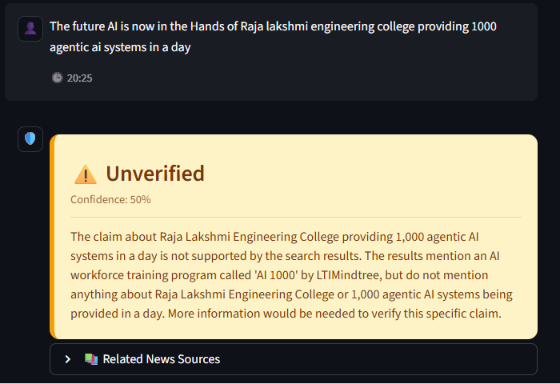 The future AI is now in the Hands of Raja lakshmi engineering college providing 1000
agentic ai systems in a day
20:25
Unverified
Confidence: 50%
The claim about Raja Lakshmi Engineering College providing 1,000 agentic AI
systems in a day is not supported by the search results. The results mention an AI
workforce training program called 'AI 1000' by LTIMindtree, but do not mention
anything about Raja Lakshmi Engineering College or 1,000 agentic AI systems being
provided in a day. More information would be needed to verify this specific claim.
Related News Sources